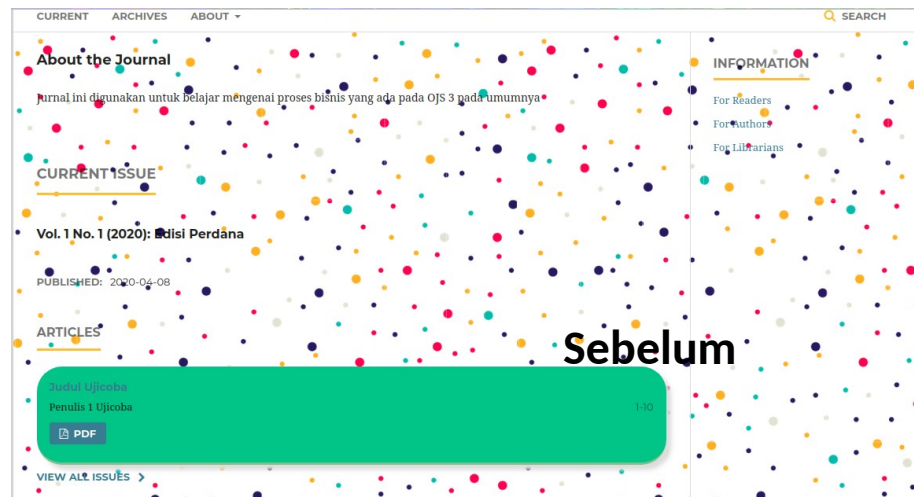 CURRENT ARCHIVES ABOUT SEARCH
About the Journal
Jurnal ini digunakan untuk belajar mengenai proses bisnis yang ada pada OJS 3 pada umumnya
CURRENT ISSUE
Vol. 1 No. 1 (2020): Edisi Perdana
PUBLISHED: 2020-04-08
ARTICLES
Judul Ujicoba
Penulis 1 Ujicoba 1-10
PDF
VIEW ALL ISSUES
INFORMATION
For Readers
For Authors
For Librarians
Sebelum